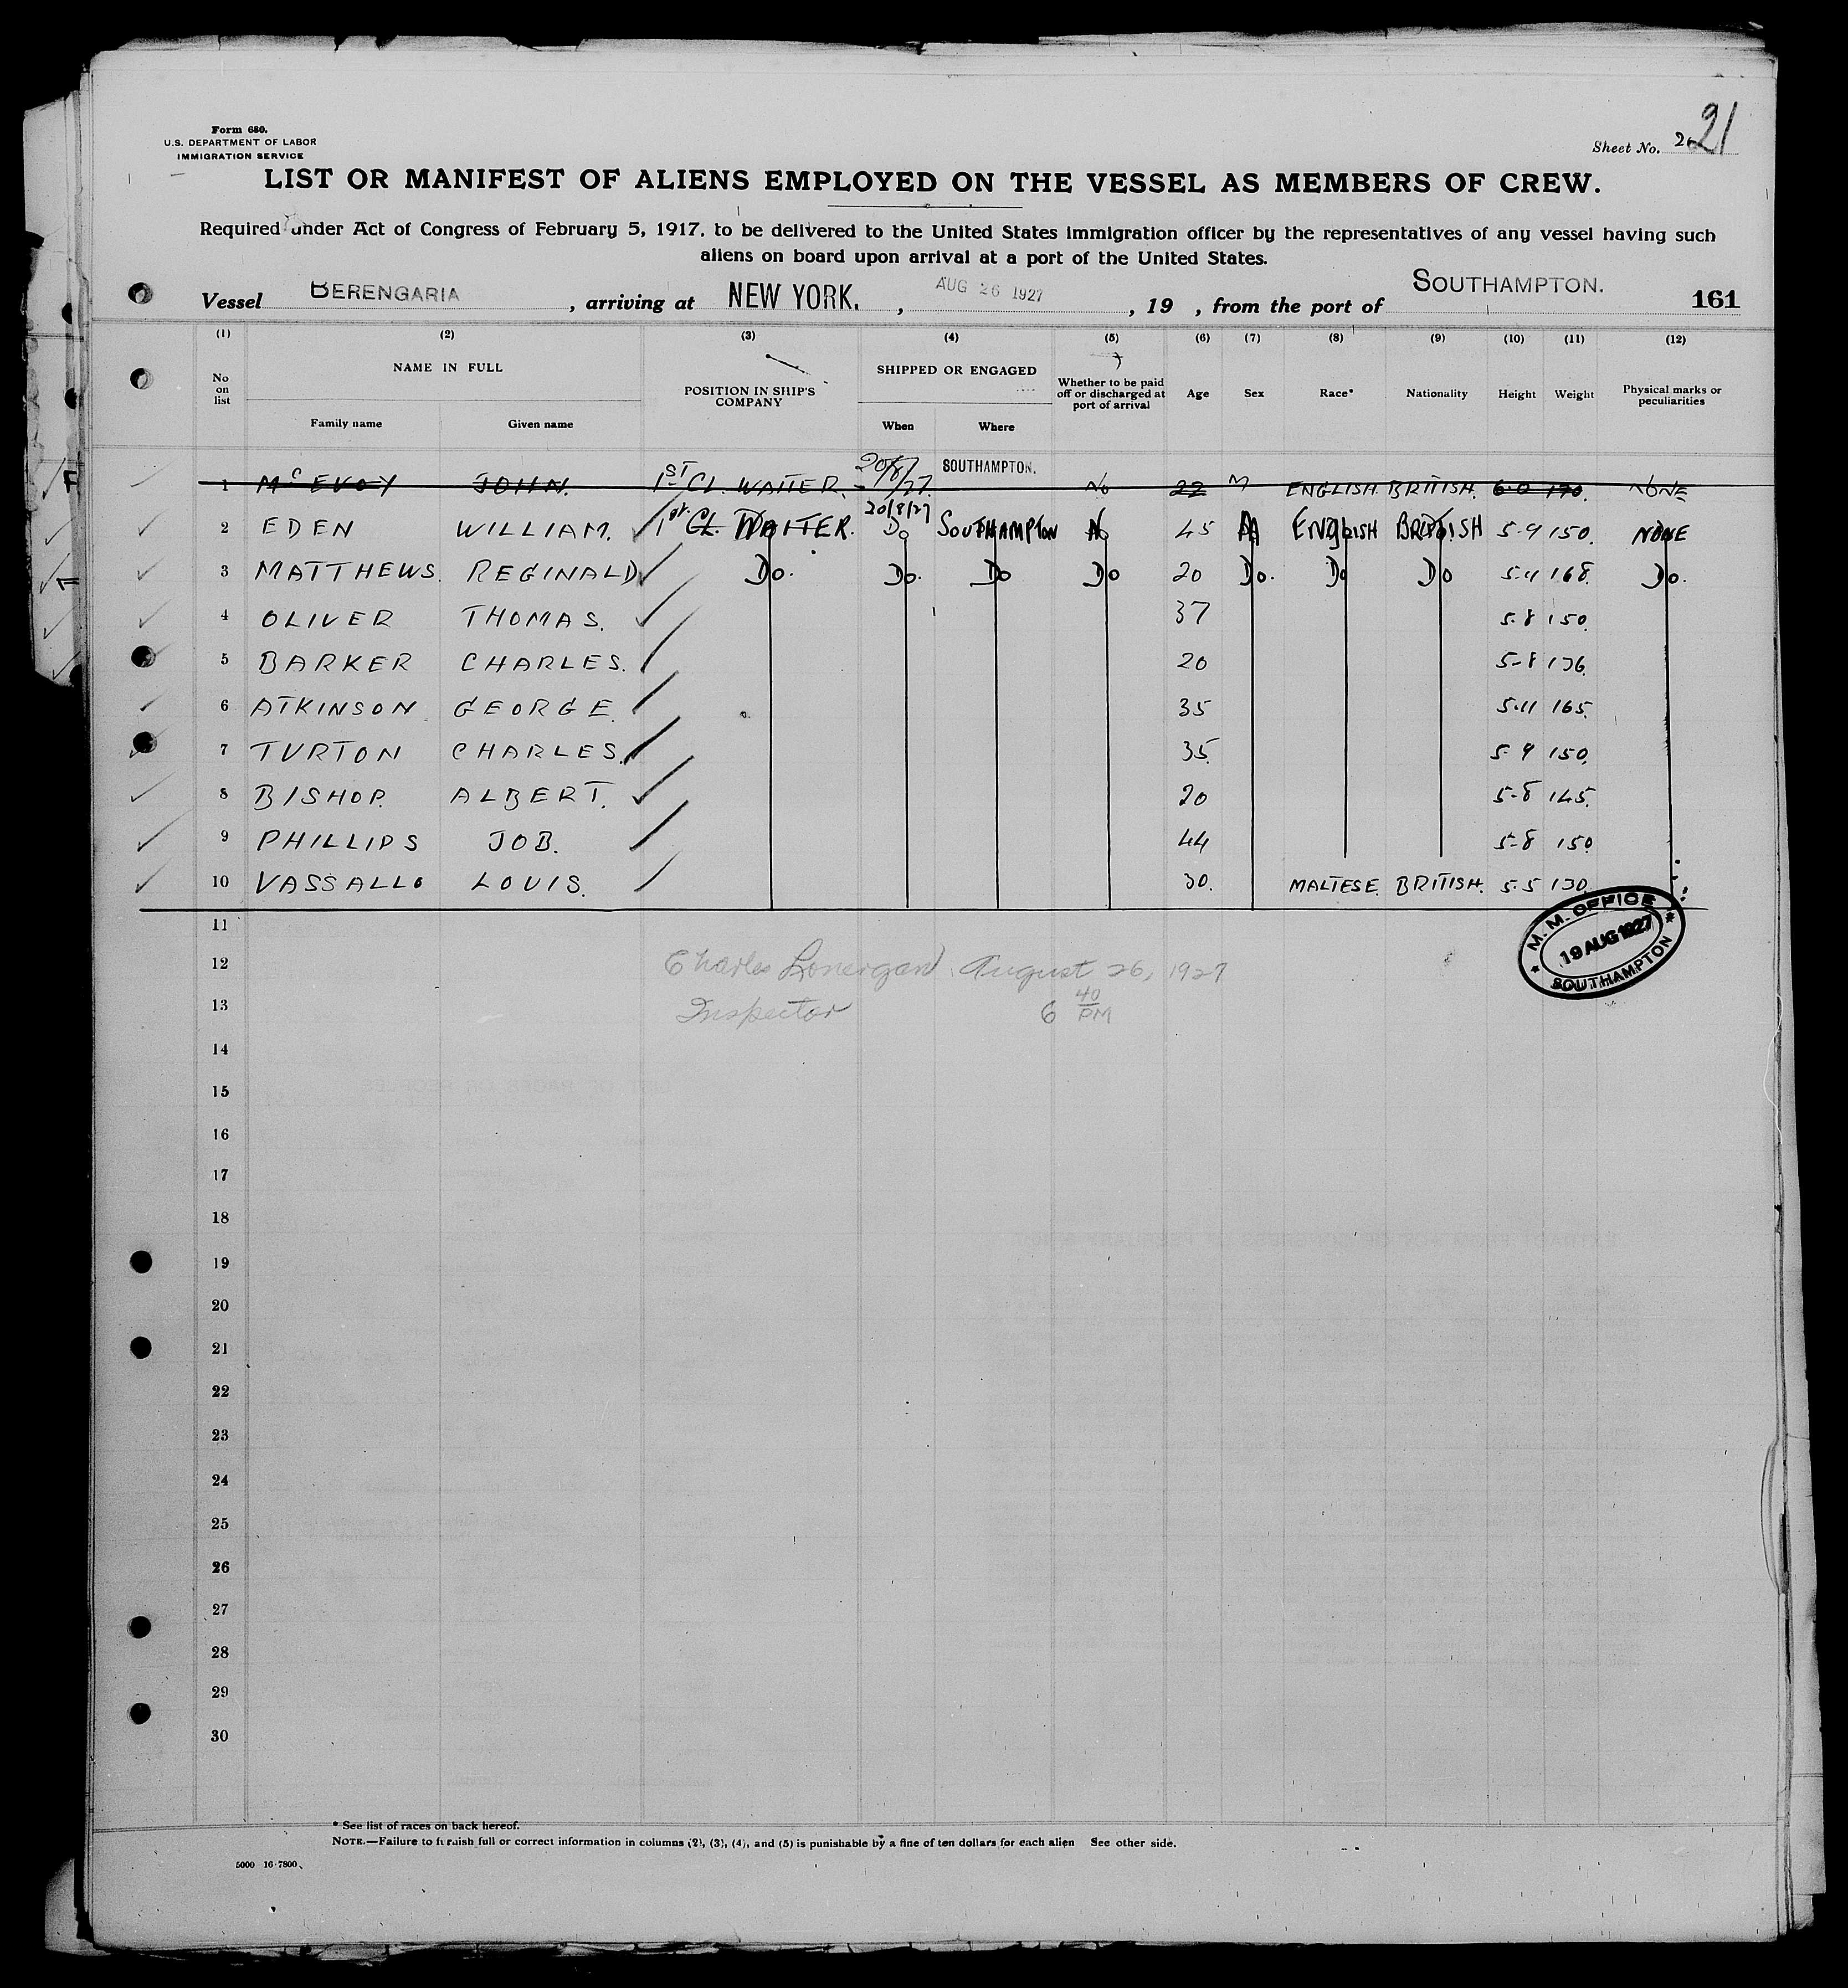 Form 680.
U.S. DEPARTMENT OF LABOR
IMMIGRATION SERVICE
Sheet No. 21
LIST OR MANIFEST OF ALIENS EMPLOYED ON THE VESSEL AS MEMBERS OF CREW.
Required under Act of Congress of February 5, 1917, to be delivered to the United States immigration officer by the representatives of any vessel having such
aliens on board upon arrival at a port of the United States.
Vessel BERENGARIA, arriving at NEW YORK., AUG 26 1927, 19 , from the port of SOUTHAMPTON. 161
(1) (2) (3) (4) (5) (6) (7) (8) (9) (10) (11) (12)
No on list NAME IN FULL Family name Given name POSITION IN SHIP'S COMPANY SHIPPED OR ENGAGED When Where Whether to be paid off or discharged at port of arrival Age Sex Race* Nationality Height Weight Physical marks or peculiarities
1 McEVOY JOHN. 1ST CL. WAITER. 20/8/27. SOUTHAMPTON. No 22 M ENGLISH. BRITISH. 6-0 170. NONE
20/8/27
2 EDEN WILLIAM. 1st CL. WAITER. Do SOUTHAMPTON No 45 M ENGLISH BRITISH 5-9 150. NONE
3 MATTHEWS. REGINALD Do. Do. Do Do 20 Do. Do Do 5-11 168. Do.
4 OLIVER THOMAS. 37 5-8 150.
5 BARKER CHARLES. 20 5-8 136.
6 ATKINSON GEORGE. 35 5-11 165.
7 TURTON CHARLES. 35. 5-9 150.
8 BISHOP. ALBERT. 20 5-8 145.
9 PHILLIPS JOB. 44 5-8 150
10 VASSALLO LOUIS. 30. MALTESE. BRITISH. 5-5 130.
M. M. OFFICE
19 AUG 1927
SOUTHAMPTON
11
12 Charles Lonergan August 26, 1927
13 Inspector 6 40 PM
14
15
16
17
18
19
20
21
22
23
24
25
26
27
28
29
30
* See list of races on back hereof.
NOTE.—Failure to furnish full or correct information in columns (2), (3), (4), and (5) is punishable by a fine of ten dollars for each alien See other side.
5000 16-7800